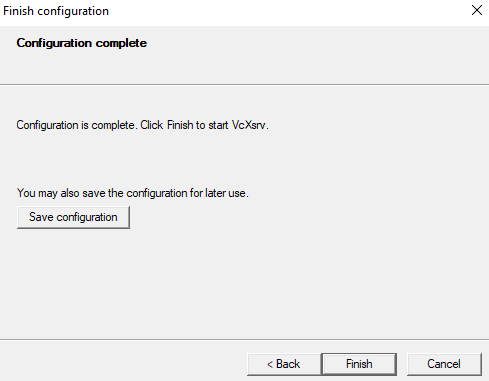 Finish configuration
Configuration complete
Configuration is complete. Click Finish to start VcXsrv.
You may also save the configuration for later use.
Save configuration
< Back Finish Cancel